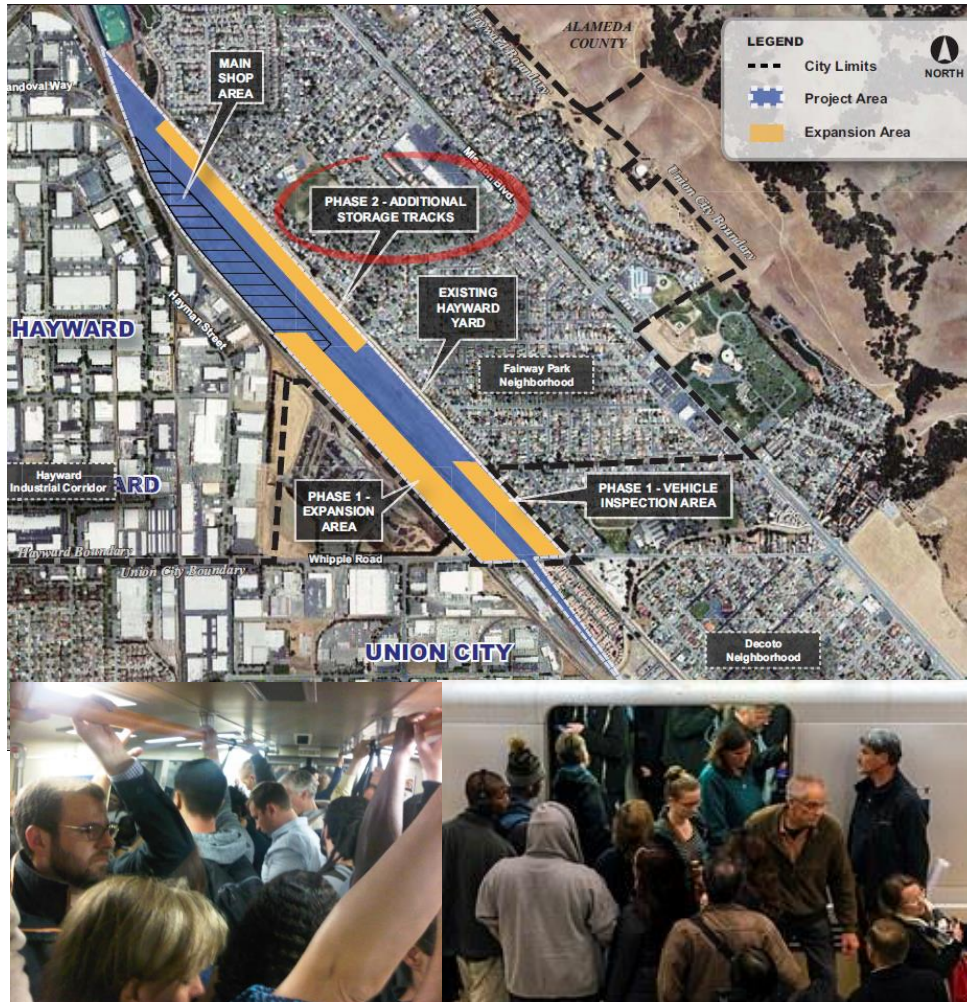 ALAMEDA
COUNTY
LEGEND
City Limits
Project Area
Expansion Area
NORTH
Hayward Boundary
MAIN
SHOP
AREA
andoval Way
Mission Blvd.
Union City Boundary
PHASE 2 - ADDITIONAL
STORAGE TRACKS
EXISTING
HAYWARD
YARD
HAYWARD
Hayman Street
Fairway Park
Neighborhood
Hayward
Industrial Corridor
ARD
PHASE 1 -
EXPANSION
AREA
PHASE 1 - VEHICLE
INSPECTION AREA
Hayward Boundary
Union City Boundary
Whipple Road
UNION CITY
Decoto
Neighborhood